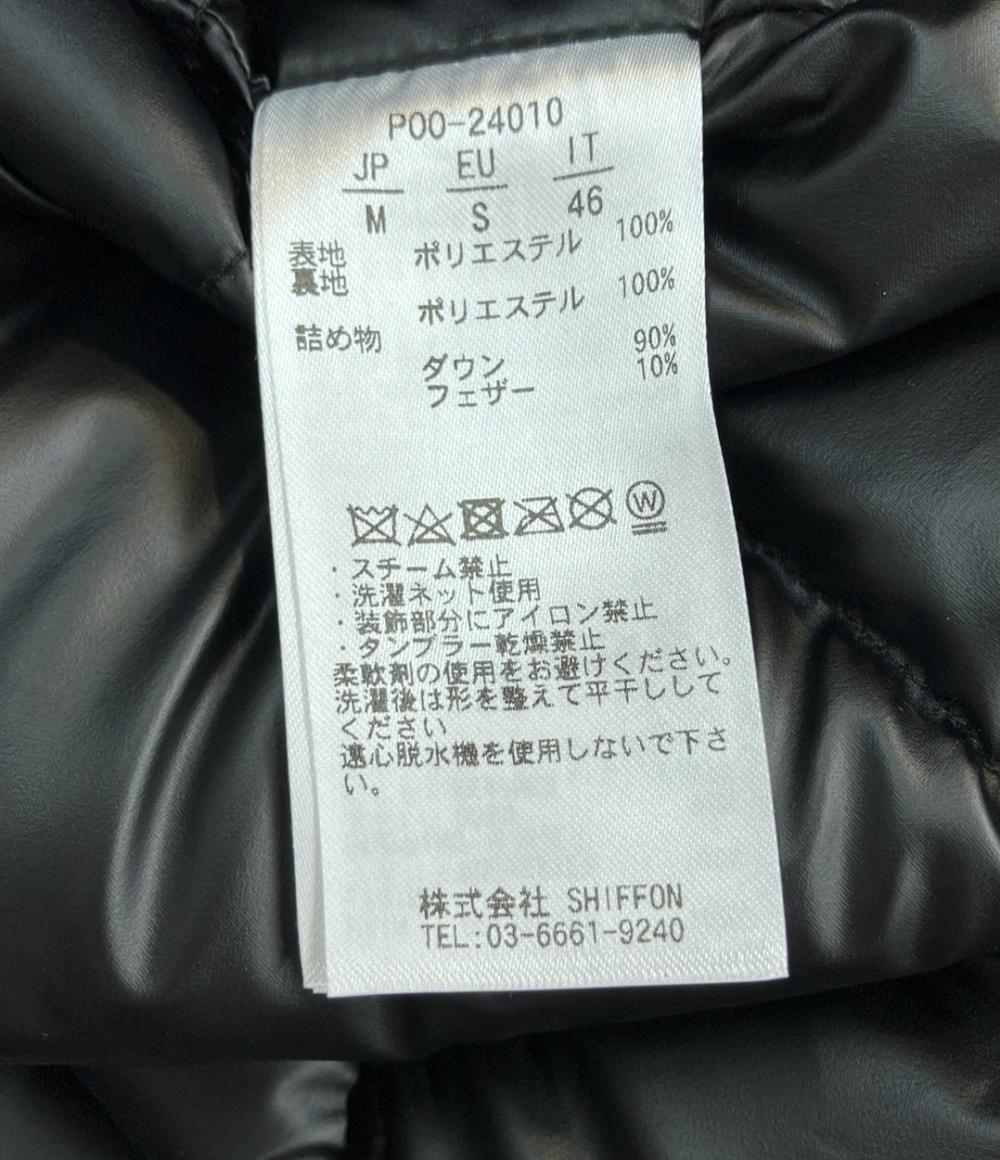 P00-24010
JP EU IT
M S 46
表地 ポリエステル 100%
裏地 ポリエステル 100%
詰め物 ダウン 90%
フェザー 10%
W
・スチーム禁止
・洗濯ネット使用
・装飾部分にアイロン禁止
・タンブラー乾燥禁止
柔軟剤の使用をお避けください。
洗濯後は形を整えて平干しして
ください
遠心脱水機を使用しないで下さ
い。
株式会社 SHIFFON
TEL:03-6661-9240